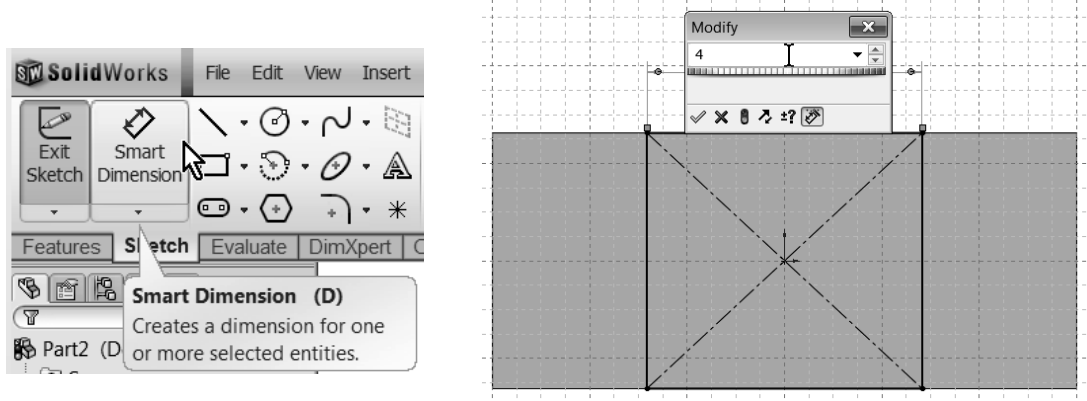 SolidWorks File Edit View Insert
Exit Sketch
Smart Dimension
Features Sketch Evaluate DimXpert
Smart Dimension (D)
Creates a dimension for one
or more selected entities.
Part2 (D
Modify
4
±?